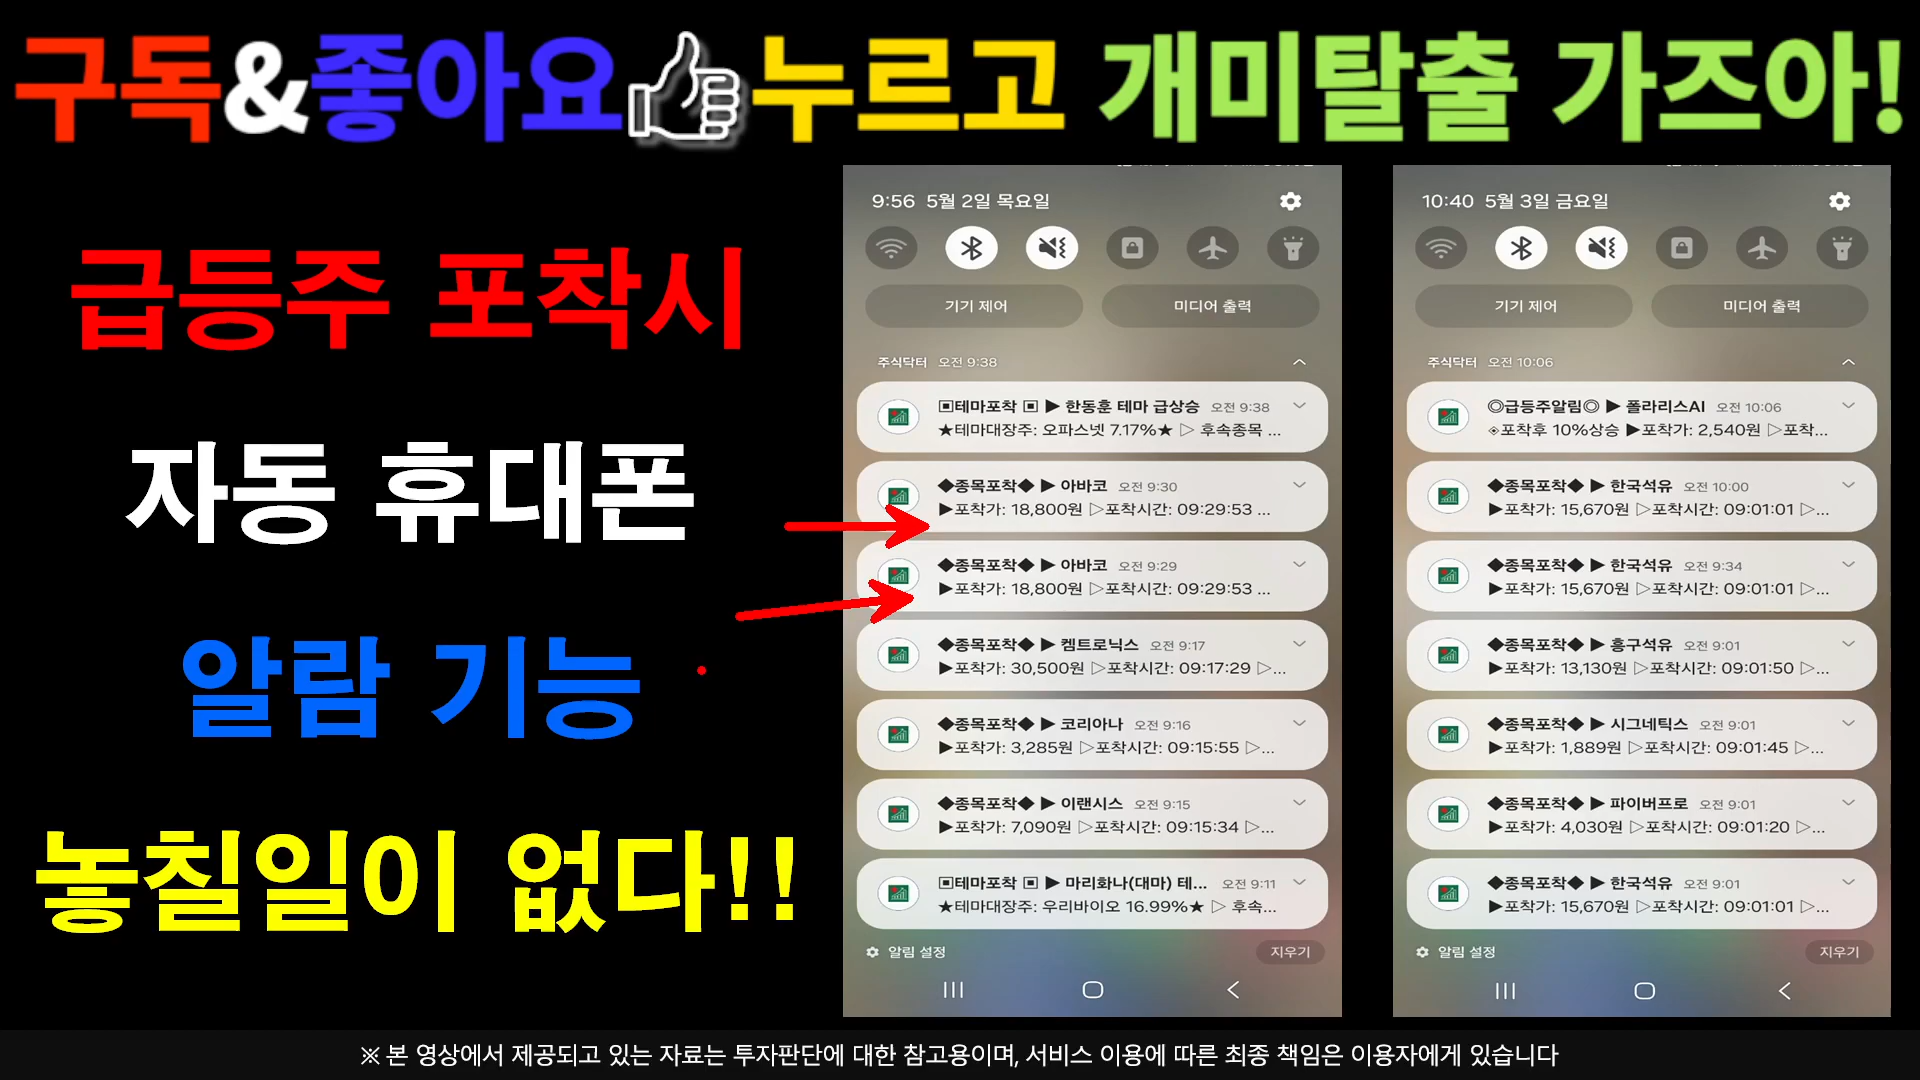 구독&좋아요 누르고 개미탈출 가즈아!
급등주 포착시
자동 휴대폰
알람 기능
놓칠일이 없다!!
9:56 5월 2일 목요일
기기 제어
미디어 출력
주식닥터 오전 9:38
▣테마포착 ▣ ▶ 한동훈 테마 급상승 오전 9:38
★테마대장주: 오파스넷 7.17%★ ▷ 후속종목 ...
◆종목포착◆ ▶ 아바코 오전 9:30
▶포착가: 18,800원 ▷포착시간: 09:29:53 ...
◆종목포착◆ ▶ 아바코 오전 9:29
▶포착가: 18,800원 ▷포착시간: 09:29:53 ...
◆종목포착◆ ▶ 켐트로닉스 오전 9:17
▶포착가: 30,500원 ▷포착시간: 09:17:29 ▷...
◆종목포착◆ ▶ 코리아나 오전 9:16
▶포착가: 3,285원 ▷포착시간: 09:15:55 ▷...
◆종목포착◆ ▶ 이랜시스 오전 9:15
▶포착가: 7,090원 ▷포착시간: 09:15:34 ▷...
▣테마포착 ▣ ▶ 마리화나(대마) 테... 오전 9:11
★테마대장주: 우리바이오 16.99%★ ▷ 후속...
알림 설정
지우기
10:40 5월 3일 금요일
기기 제어
미디어 출력
주식닥터 오전 10:06
◎급등주알림◎ ▶ 폴라리스AI 오전 10:06
◈포착후 10%상승 ▶포착가: 2,540원 ▷포착...
◆종목포착◆ ▶ 한국석유 오전 10:00
▶포착가: 15,670원 ▷포착시간: 09:01:01 ▷...
◆종목포착◆ ▶ 한국석유 오전 9:34
▶포착가: 15,670원 ▷포착시간: 09:01:01 ▷...
◆종목포착◆ ▶ 흥구석유 오전 9:01
▶포착가: 13,130원 ▷포착시간: 09:01:50 ▷...
◆종목포착◆ ▶ 시그네틱스 오전 9:01
▶포착가: 1,889원 ▷포착시간: 09:01:45 ▷...
◆종목포착◆ ▶ 파이버프로 오전 9:01
▶포착가: 4,030원 ▷포착시간: 09:01:20 ▷...
◆종목포착◆ ▶ 한국석유 오전 9:01
▶포착가: 15,670원 ▷포착시간: 09:01:01 ▷...
알림 설정
지우기
※ 본 영상에서 제공되고 있는 자료는 투자판단에 대한 참고용이며, 서비스 이용에 따른 최종 책임은 이용자에게 있습니다